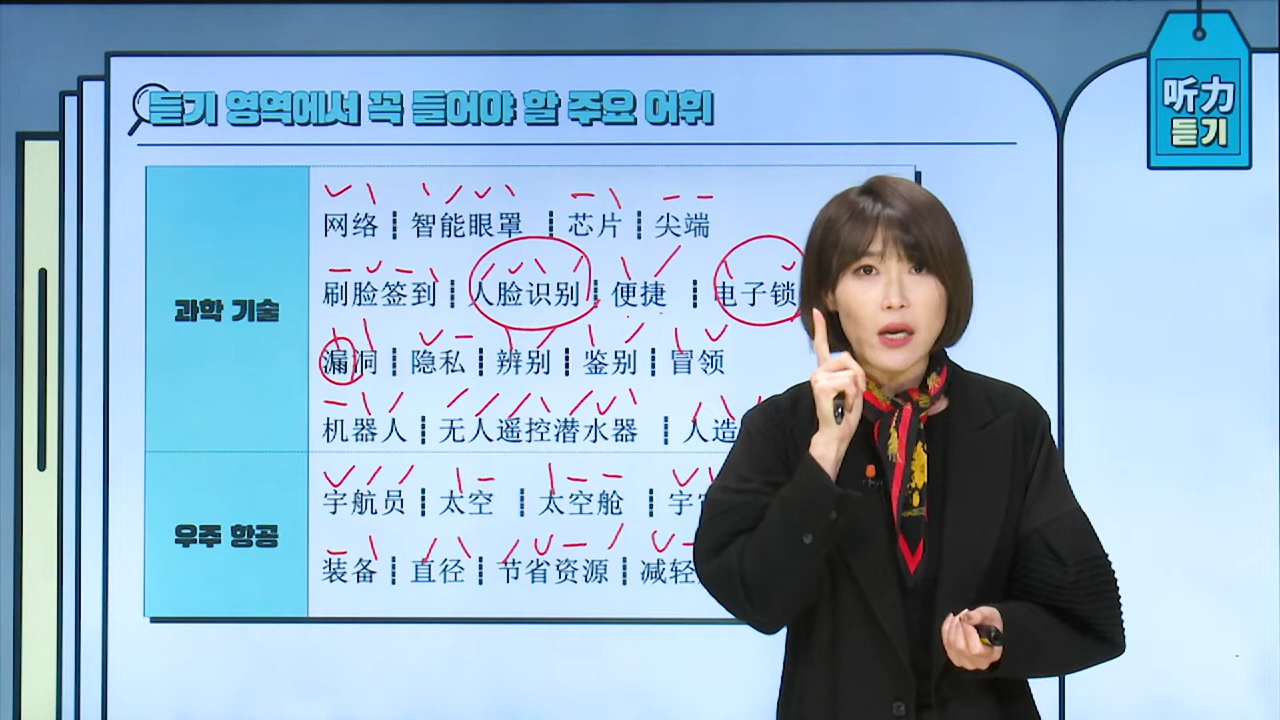 듣기 영역에서 꼭 들어야 할 주요 어휘
听力
듣기
과학 기술
网络 ┇ 智能眼罩 ┇ 芯片 ┇ 尖端
刷脸签到 ┇ 人脸识别 ┇ 便捷 ┇ 电子锁
漏洞 ┇ 隐私 ┇ 辨别 ┇ 鉴别 ┇ 冒领
机器人 ┇ 无人遥控潜水器 ┇ 人造
우주 항공
宇航员 ┇ 太空 ┇ 太空舱 ┇ 宇
装备 ┇ 直径 ┇ 节省资源 ┇ 减轻